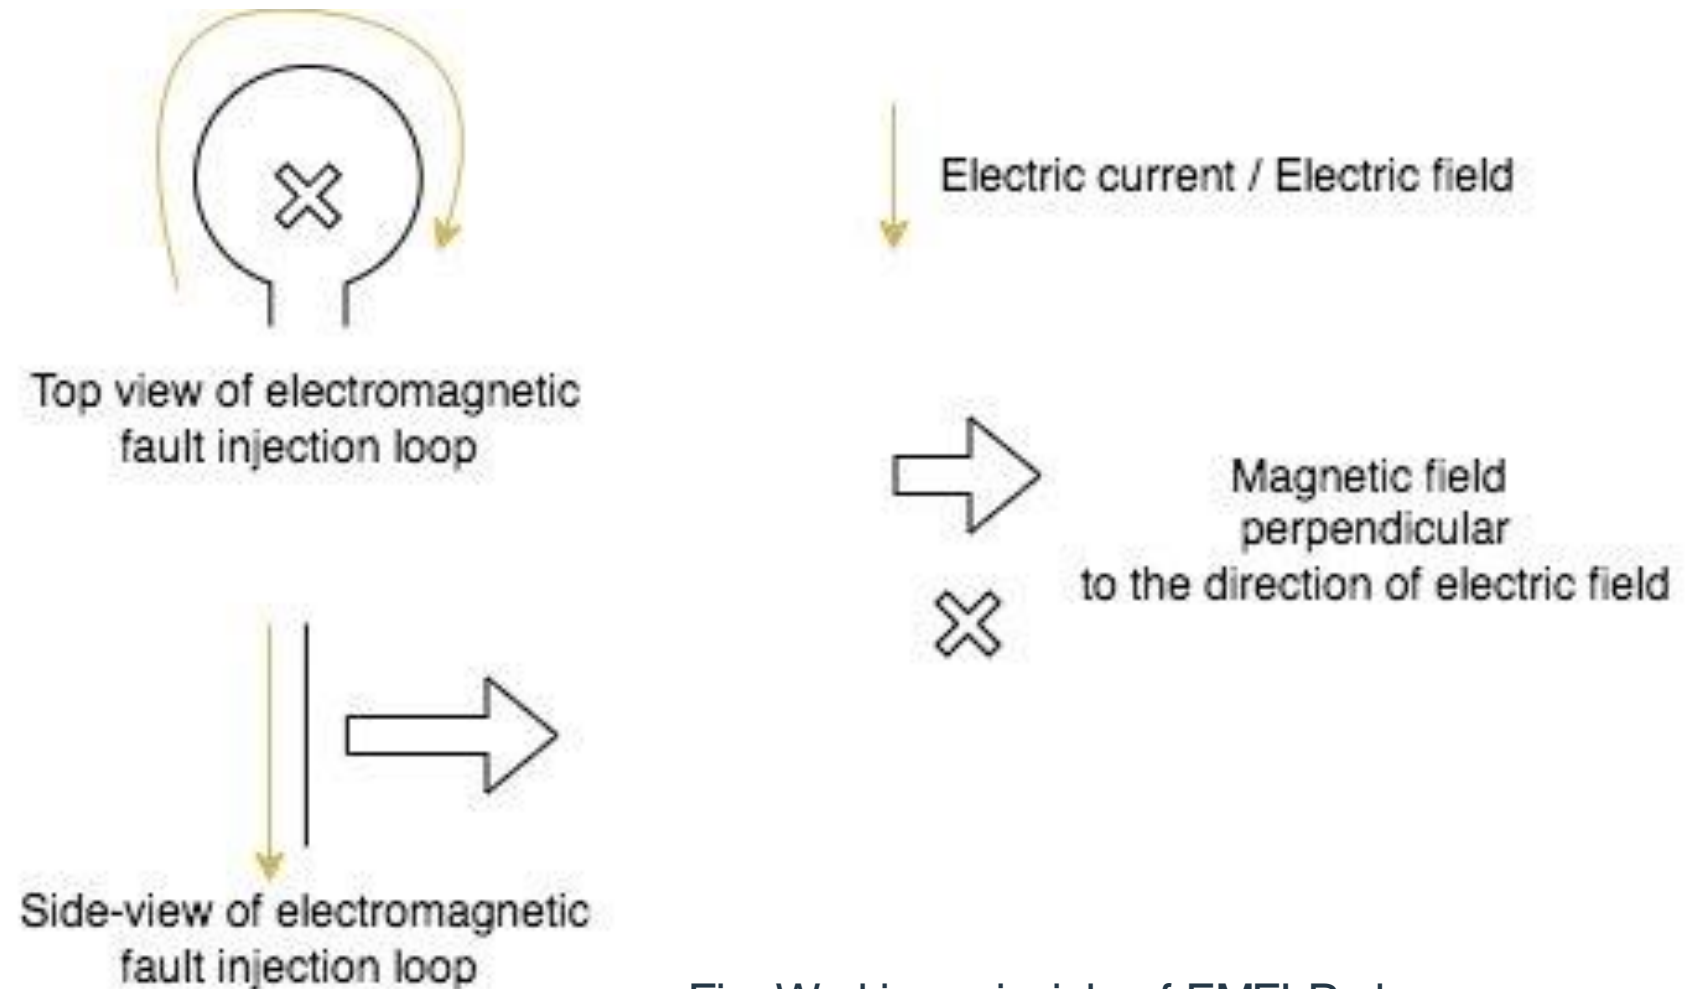 Electric current / Electric field
Top view of electromagnetic
fault injection loop
Magnetic field
perpendicular
to the direction of electric field
Side-view of electromagnetic
fault injection loop